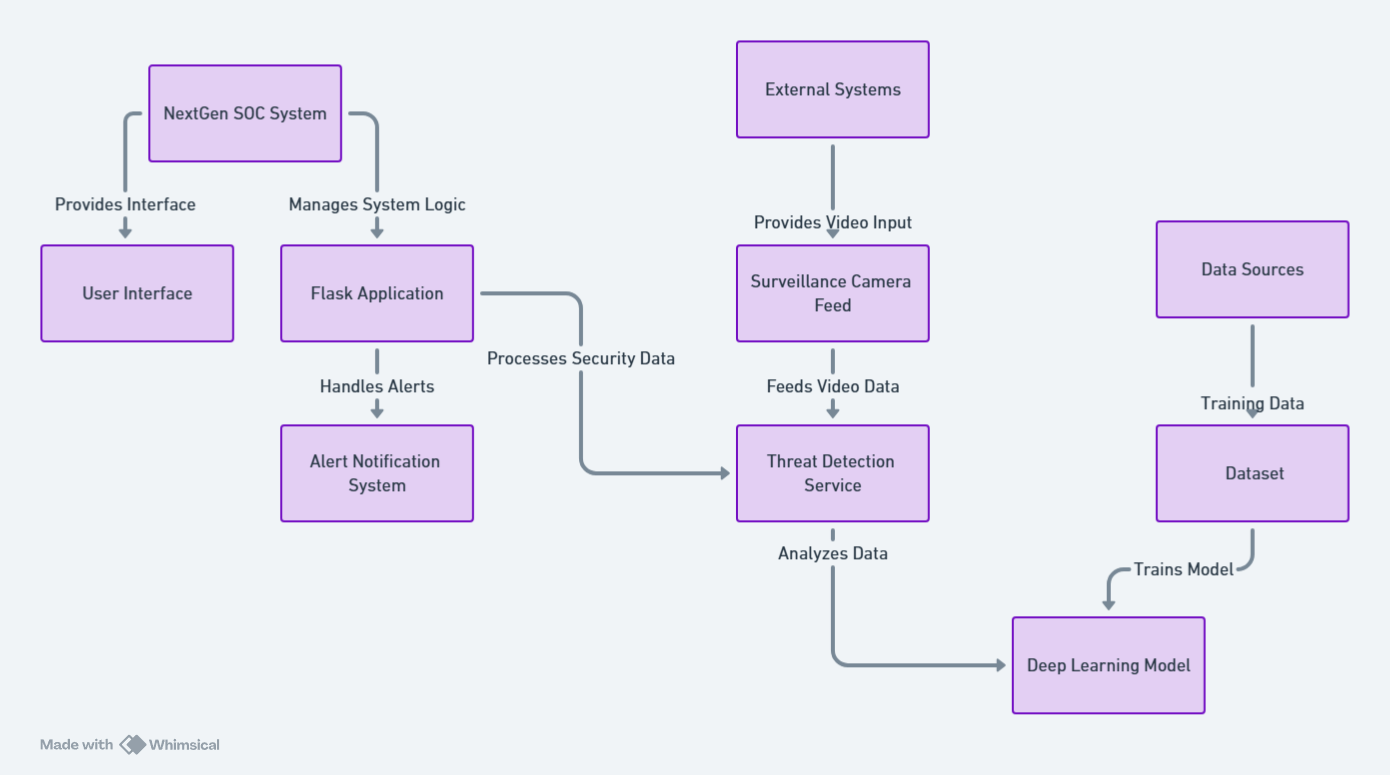 External Systems
NextGen SOC System
Provides Interface
Manages System Logic
Provides Video Input
User Interface
Flask Application
Surveillance Camera
Feed
Data Sources
Processes Security Data
Handles Alerts
Feeds Video Data
Training Data
Alert Notification
System
Threat Detection
Service
Dataset
Analyzes Data
Trains Model
Deep Learning Model
Made with Whimsical